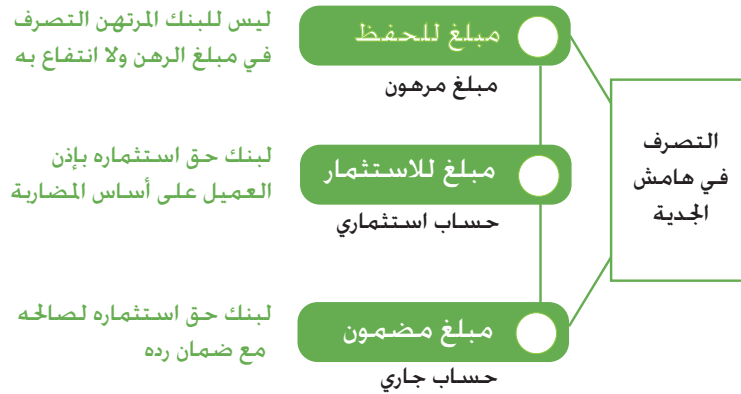 التصرف
في هامش
الجدية
مبلغ للحفظ
مبلغ مرهون
ليس للبنك المرتهن التصرف
في مبلغ الرهن ولا انتفاع به
مبلغ للاستثمار
حساب استثماري
لبنك حق استثماره بإذن
العميل على أساس المضاربة
مبلغ مضمون
حساب جاري
لبنك حق استثماره لصالحه
مع ضمان رده